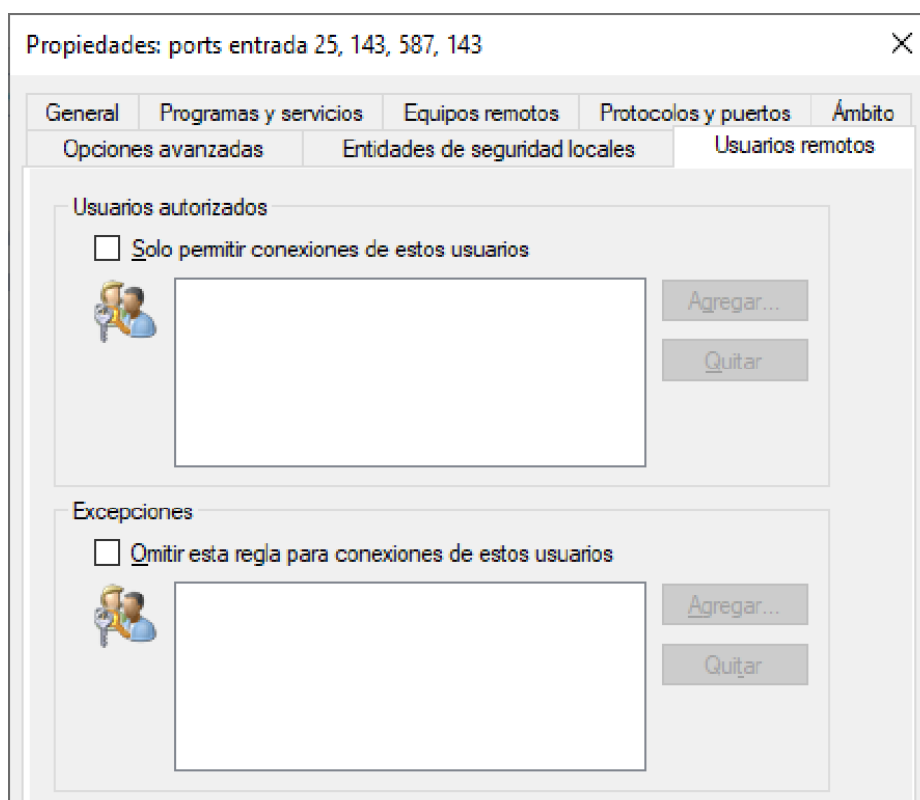 Propiedades: ports entrada 25, 143, 587, 143
General Programas y servicios Equipos remotos Protocolos y puertos Ámbito
Opciones avanzadas Entidades de seguridad locales Usuarios remotos
Usuarios autorizados
Solo permitir conexiones de estos usuarios
Agregar...
Quitar
Excepciones
Omitir esta regla para conexiones de estos usuarios
Agregar...
Quitar